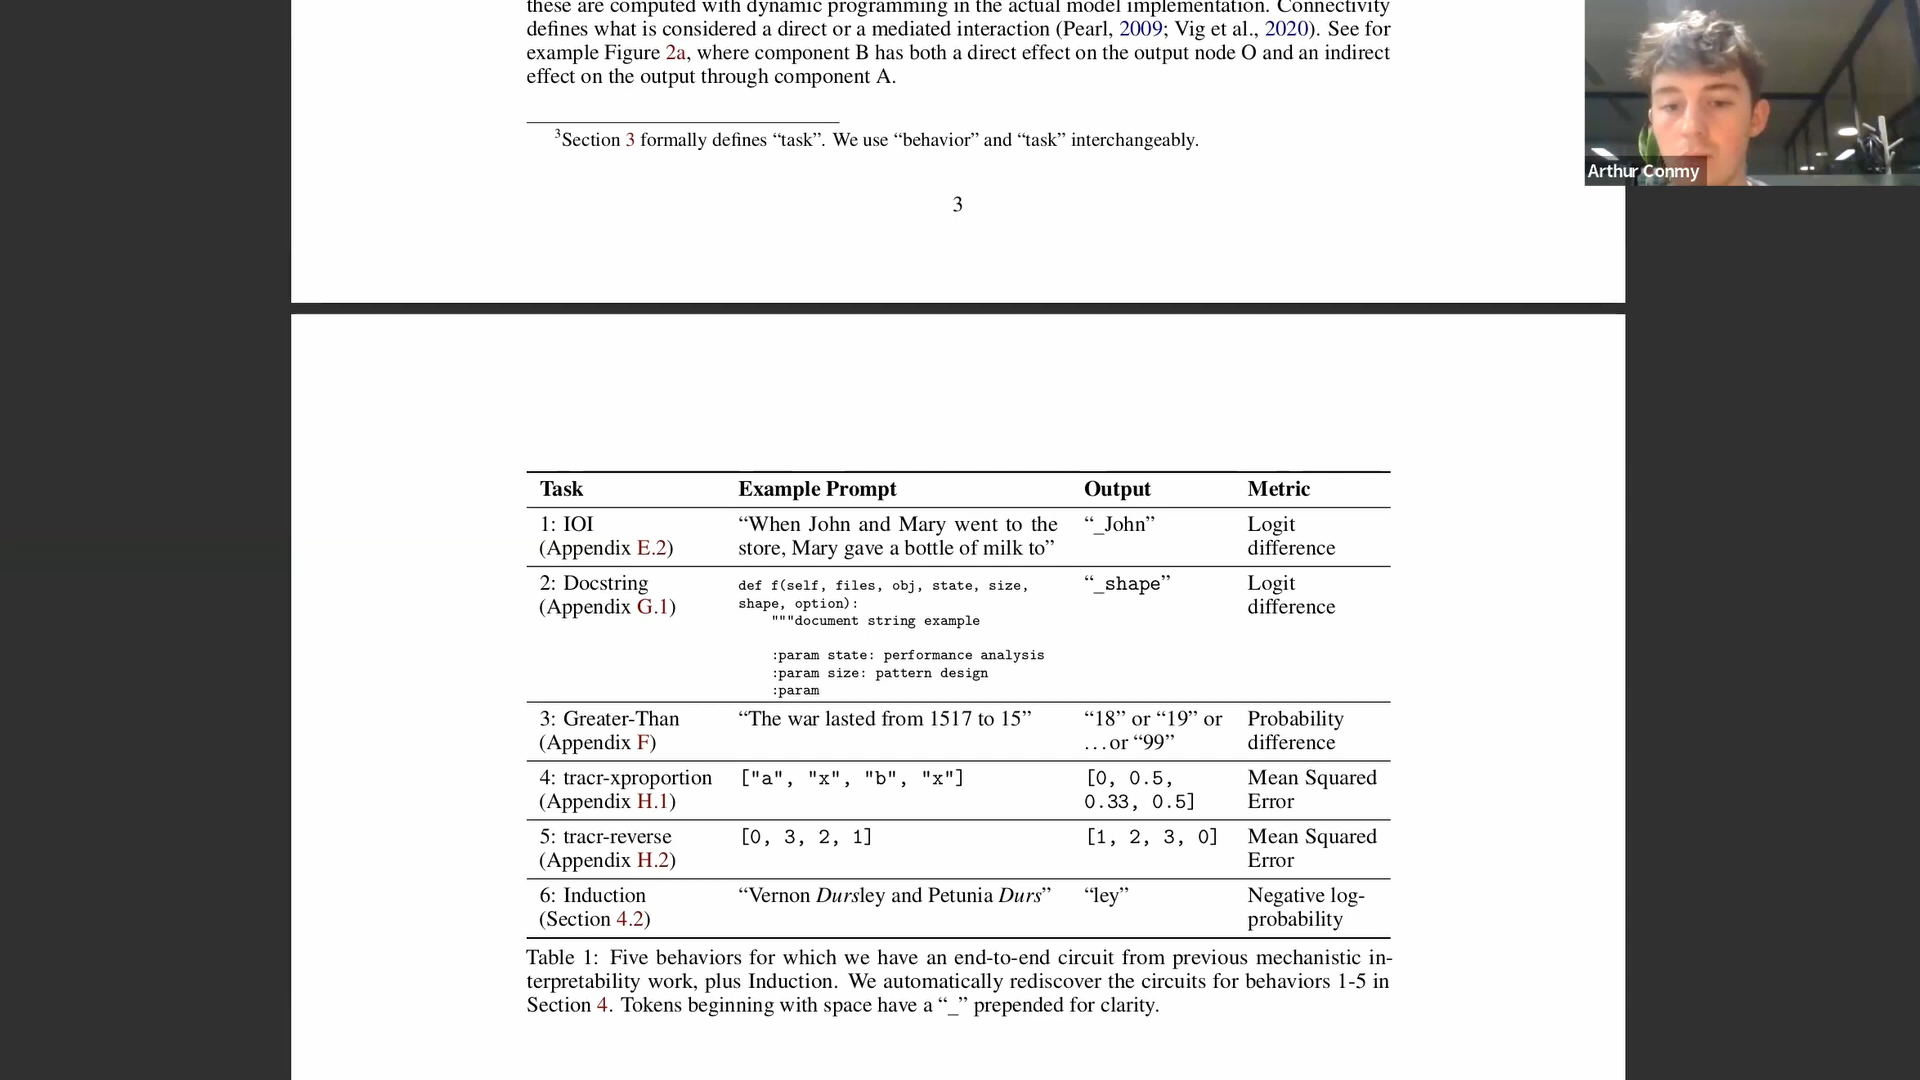 these are computed with dynamic programming in the actual model implementation. Connectivity
defines what is considered a direct or a mediated interaction (Pearl, 2009; Vig et al., 2020). See for
example Figure 2a, where component B has both a direct effect on the output node O and an indirect
effect on the output through component A.
3Section 3 formally defines “task”. We use “behavior” and “task” interchangeably.
Arthur Conmy
3
Task Example Prompt Output Metric
1: IOI “When John and Mary went to the “_John” Logit
(Appendix E.2) store, Mary gave a bottle of milk to” difference
2: Docstring def f(self, files, obj, state, size, “_shape” Logit
(Appendix G.1) shape, option): difference
"""document string example
:param state: performance analysis
:param size: pattern design
:param
3: Greater-Than “The war lasted from 1517 to 15” “18” or “19” or Probability
(Appendix F) ...or “99” difference
4: tracr-xproportion ["a", "x", "b", "x"] [0, 0.5, Mean Squared
(Appendix H.1) 0.33, 0.5] Error
5: tracr-reverse [0, 3, 2, 1] [1, 2, 3, 0] Mean Squared
(Appendix H.2) Error
6: Induction “Vernon Dursley and Petunia Durs” “ley” Negative log-
(Section 4.2) probability
Table 1: Five behaviors for which we have an end-to-end circuit from previous mechanistic in-
terpretability work, plus Induction. We automatically rediscover the circuits for behaviors 1-5 in
Section 4. Tokens beginning with space have a “_” prepended for clarity.